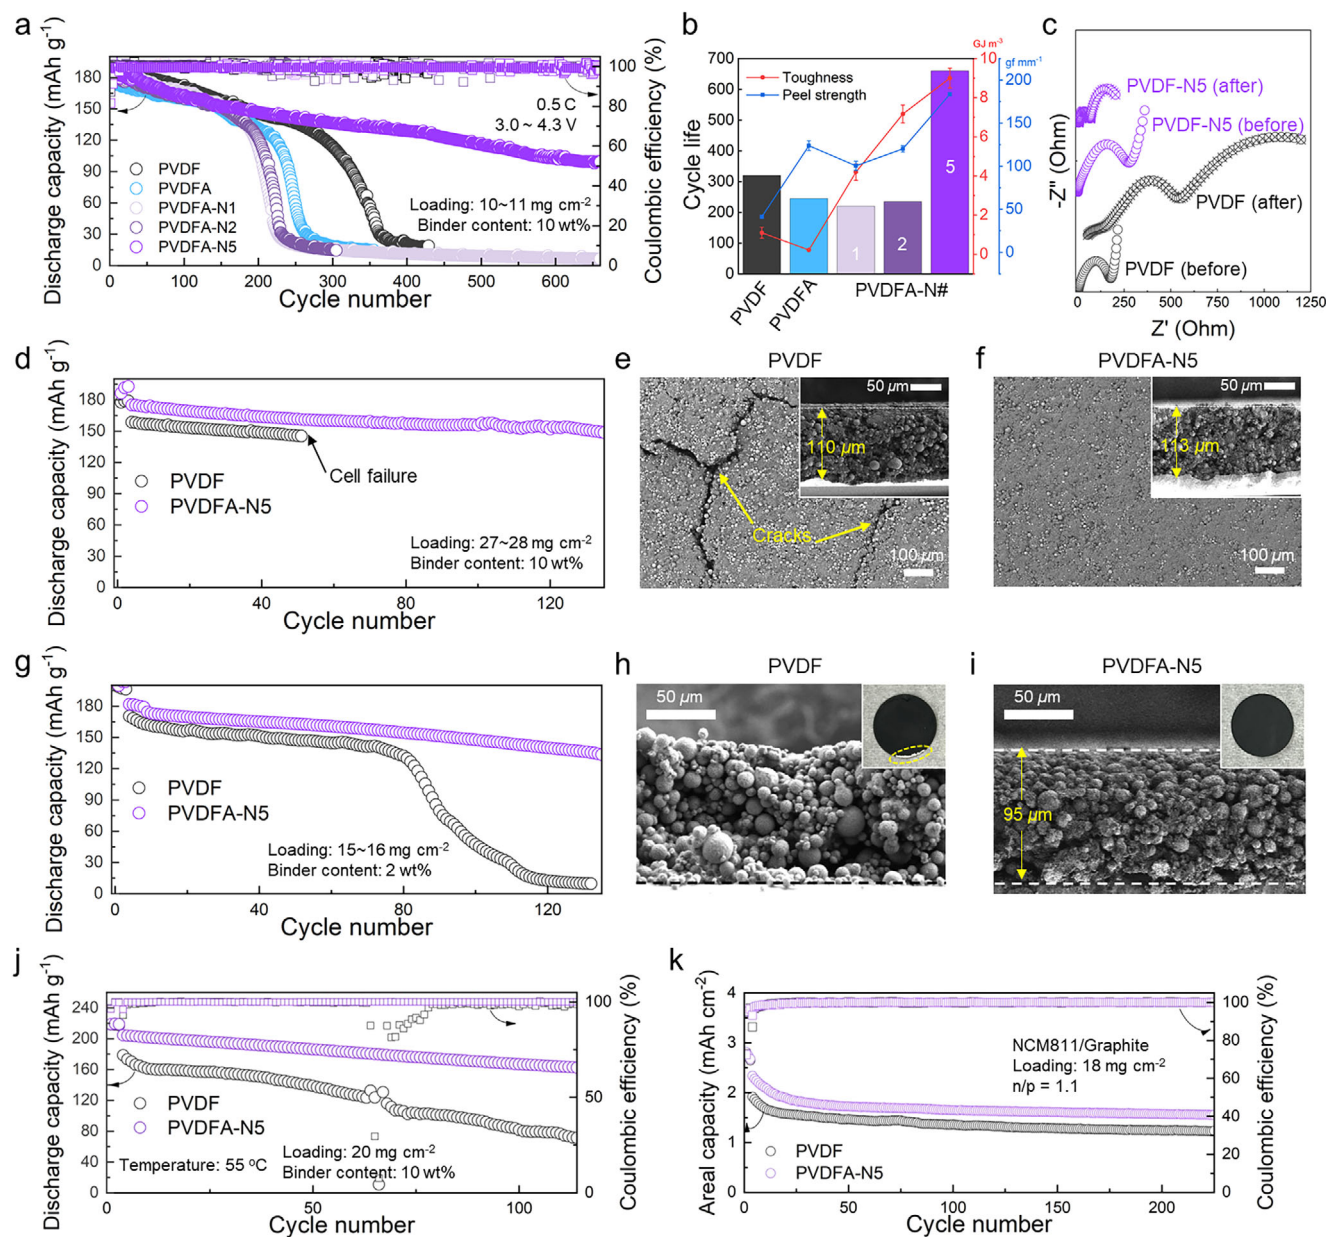 a
Discharge capacity (mAh g-1)
180
150
120
90
60
30
0
PVDF
PVDFA
PVDFA-N1
PVDFA-N2
PVDFA-N5
0.5 C
3.0 ~ 4.3 V
Loading: 10~11 mg cm-2
Binder content: 10 wt%
0
100
200
300
400
500
600
Cycle number
100
80
60
40
20
0
Coulombic efficiency (%)
b
Cycle life
700
600
500
400
300
200
100
0
Toughness
Peel strength
1
2
5
PVDF
PVDFA
PVDFA-N#
GJ m-3
10
8
6
4
2
0
gf mm-1
200
150
100
50
0
c
-Z'' (Ohm)
PVDF-N5 (after)
PVDF-N5 (before)
PVDF (after)
PVDF (before)
0
250
500
750
1000
1250
Z' (Ohm)
d
Discharge capacity (mAh g-1)
180
150
120
90
60
30
0
Cell failure
PVDF
PVDFA-N5
Loading: 27~28 mg cm-2
Binder content: 10 wt%
0
40
80
120
Cycle number
e
PVDF
50 µm
110 µm
Cracks
100 µm
f
PVDFA-N5
50 µm
113 µm
100 µm
g
Discharge capacity (mAh g-1)
180
150
120
90
60
30
0
PVDF
PVDFA-N5
Loading: 15~16 mg cm-2
Binder content: 2 wt%
0
40
80
120
Cycle number
h
PVDF
50 µm
i
PVDFA-N5
50 µm
95 µm
j
Discharge capacity (mAh g-1)
240
200
160
120
80
40
0
PVDF
PVDFA-N5
Temperature: 55 °C
Loading: 20 mg cm-2
Binder content: 10 wt%
0
50
100
Cycle number
100
50
0
Coulombic efficiency (%)
k
Areal capacity (mAh cm-2)
4
3
2
1
0
NCM811/Graphite
Loading: 18 mg cm-2
n/p = 1.1
PVDF
PVDFA-N5
0
50
100
150
200
Cycle number
100
80
60
40
20
0
Coulombic efficiency (%)